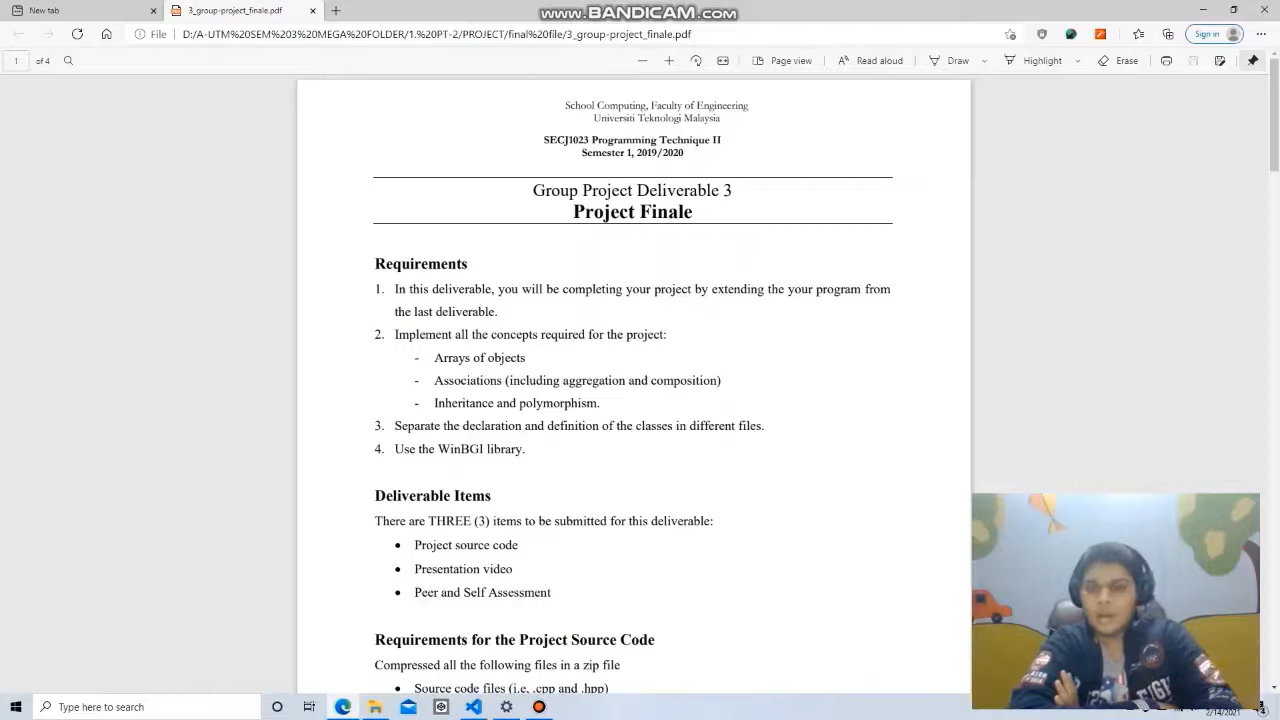 www.BANDICAM.com
New tab
3_group-project_finale.pdf
File
D:/A-UTM%20SEM%203%20MEGA%20FOLDER/1.%20PT-2/PROJECT/final%20file/3_group-project_finale.pdf
Sign in
1 of 4
Page view
Read aloud
Draw
Highlight
Erase
School Computing, Faculty of Engineering
Universiti Teknologi Malaysia
SECJ1023 Programming Technique II
Semester 1, 2019/2020
Group Project Deliverable 3
Project Finale
Requirements
1. In this deliverable, you will be completing your project by extending the your program from
the last deliverable.
2. Implement all the concepts required for the project:
- Arrays of objects
- Associations (including aggregation and composition)
- Inheritance and polymorphism.
3. Separate the declaration and definition of the classes in different files.
4. Use the WinBGI library.
Deliverable Items
There are THREE (3) items to be submitted for this deliverable:
• Project source code
• Presentation video
• Peer and Self Assessment
Requirements for the Project Source Code
Compressed all the following files in a zip file
• Source code files (i.e, .cpp and .hpp)
Type here to search
2/14/2021